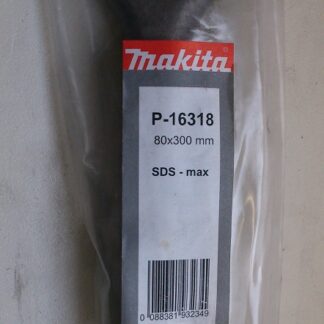 makita
P-16318
80x300 mm
SDS - max
0 088381 932349